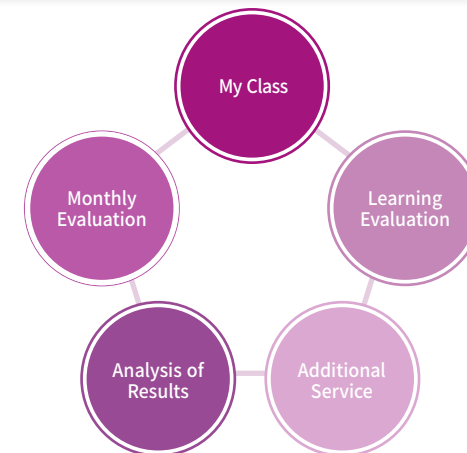 My Class
Monthly
Evaluation
Learning
Evaluation
Analysis of
Results
Additional
Service